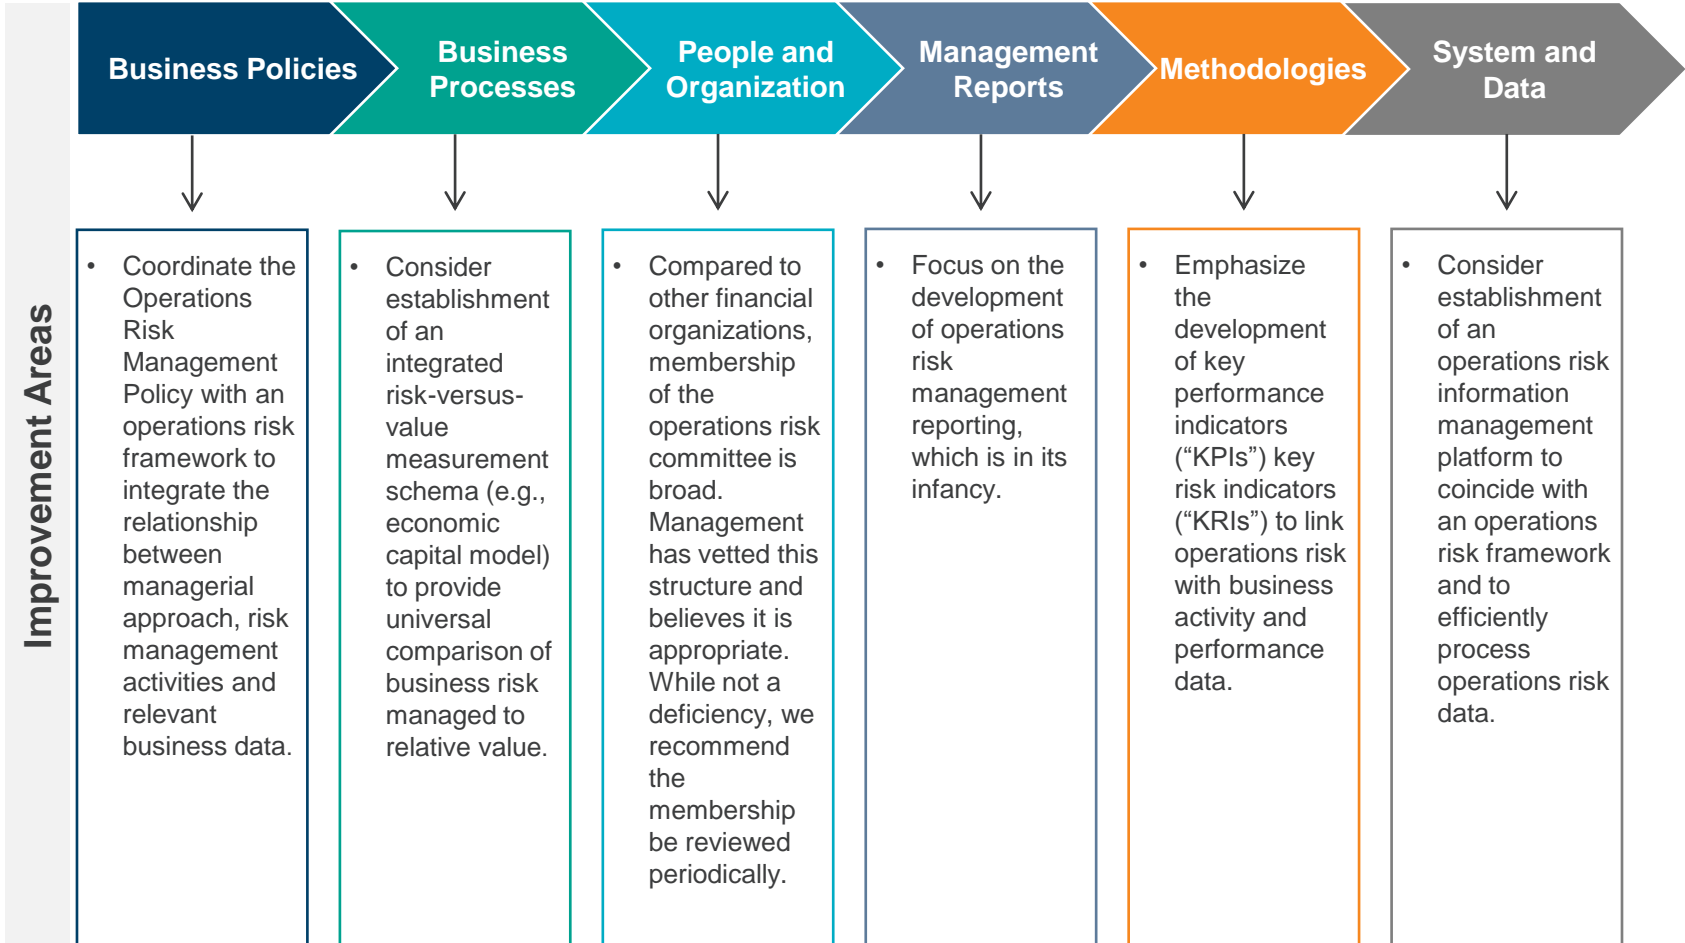 Business Policies
Business
Processes
People and
Organization
Management
Reports
Methodologies
System and
Data
Improvement Areas
• Coordinate the
Operations
Risk
Management
Policy with an
operations risk
framework to
integrate the
relationship
between
managerial
approach, risk
management
activities and
relevant
business data.
• Consider
establishment
of an
integrated
risk-versus-
value
measurement
schema (e.g.,
economic
capital model)
to provide
universal
comparison of
business risk
managed to
relative value.
• Compared to
other financial
organizations,
membership
of the
operations risk
committee is
broad.
Management
has vetted this
structure and
believes it is
appropriate.
While not a
deficiency, we
recommend
the
membership
be reviewed
periodically.
• Focus on the
development
of operations
risk
management
reporting,
which is in its
infancy.
• Emphasize
the
development
of key
performance
indicators
(“KPIs”) key
risk indicators
(“KRIs”) to link
operations risk
with business
activity and
performance
data.
• Consider
establishment
of an
operations risk
information
management
platform to
coincide with
an operations
risk framework
and to
efficiently
process
operations risk
data.